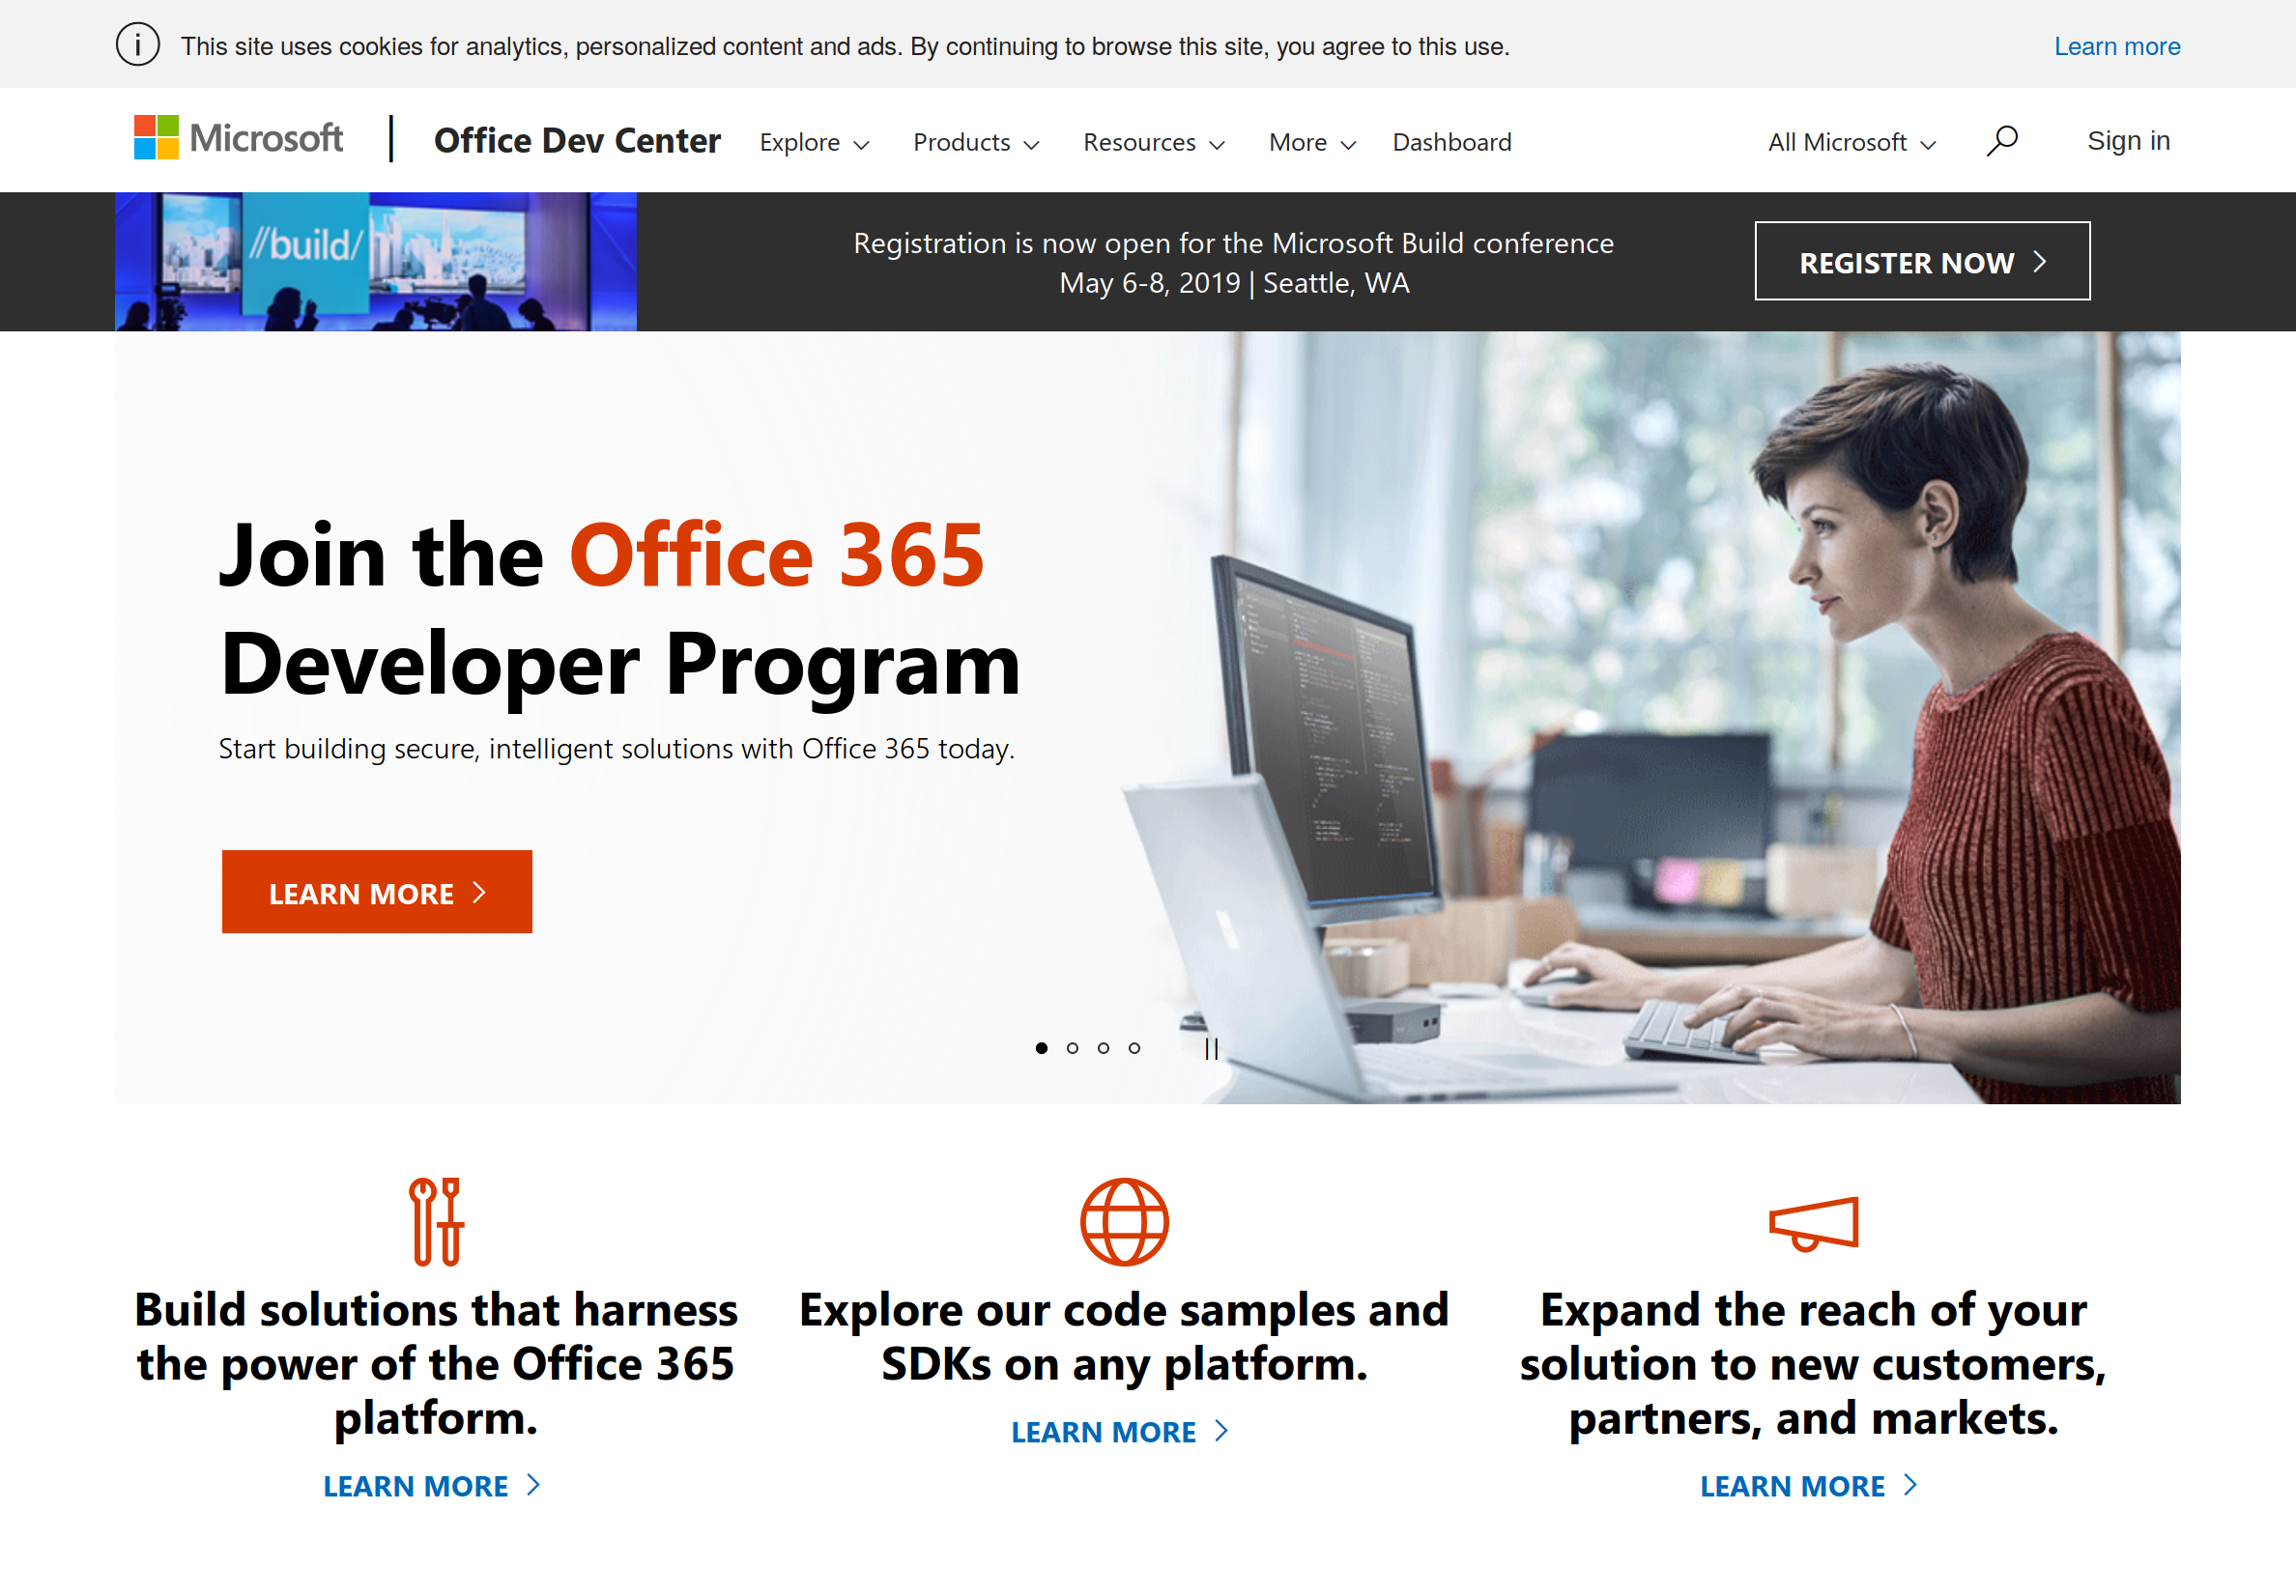 This site uses cookies for analytics, personalized content and ads. By continuing to browse this site, you agree to this use.
Learn more
Microsoft
Office Dev Center
Explore
Products
Resources
More
Dashboard
All Microsoft
Sign in
//build/
Registration is now open for the Microsoft Build conference
May 6-8, 2019 | Seattle, WA
REGISTER NOW
Join the Office 365
Developer Program
Start building secure, intelligent solutions with Office 365 today.
LEARN MORE
Build solutions that harness
the power of the Office 365
platform.
LEARN MORE
Explore our code samples and
SDKs on any platform.
LEARN MORE
Expand the reach of your
solution to new customers,
partners, and markets.
LEARN MORE